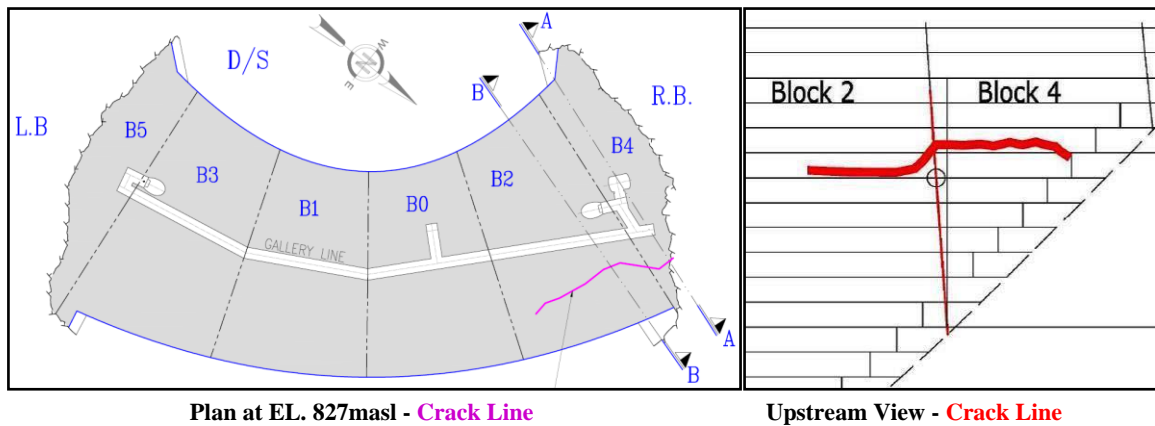 A
D/S
W
N
E
B
R.B.
L.B
B5
B4
B3
B2
B1
B0
GALLERY LINE
A
B
Block 2 Block 4
Plan at EL. 827masl - Crack Line
Upstream View - Crack Line